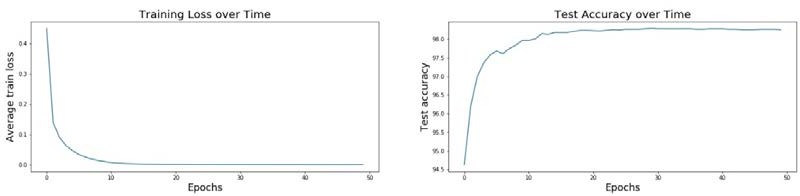 Training Loss over Time
Average train loss
0.4
0.3
0.2
0.1
0.0
0 10 20 30 40 50
Epochs
Test Accuracy over Time
Test accuracy
98.0
97.5
97.0
96.5
96.0
95.5
95.0
94.5
0 10 20 30 40 50
Epochs